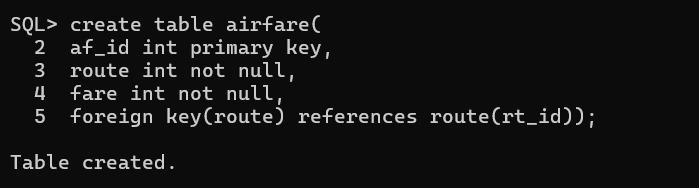 SQL> create table airfare(
  2  af_id int primary key,
  3  route int not null,
  4  fare int not null,
  5  foreign key(route) references route(rt_id));
Table created.